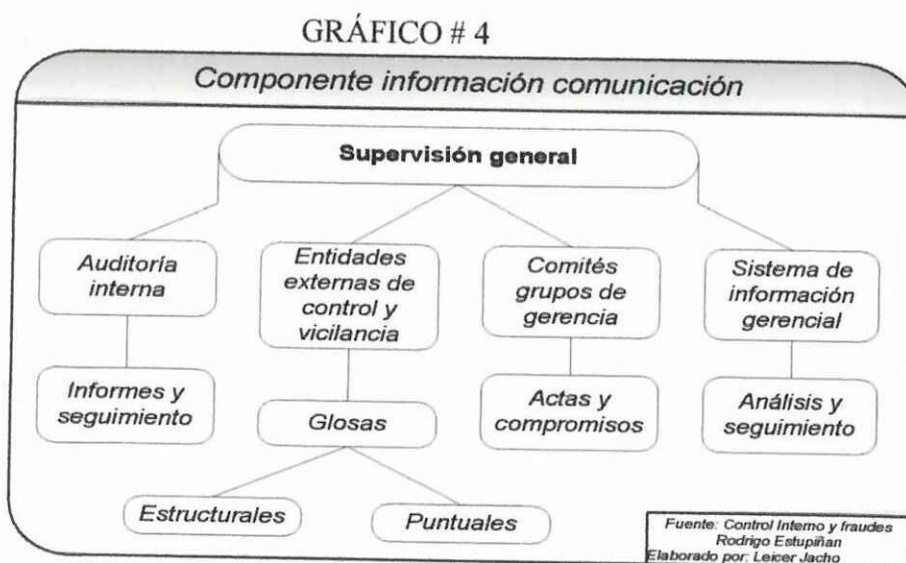 GRÁFICO # 4
Componente información comunicación
Supervisión general
Auditoría
interna
Entidades
externas de
control y
vicilancia
Comités
grupos de
gerencia
Sistema de
información
gerencial
Informes y
seguimiento
Glosas
Actas y
compromisos
Análisis y
seguimiento
Estructurales
Puntuales
Fuente: Control Interno y fraudes
Rodrigo Estupiñan
Elaborado por: Leicer Jacho